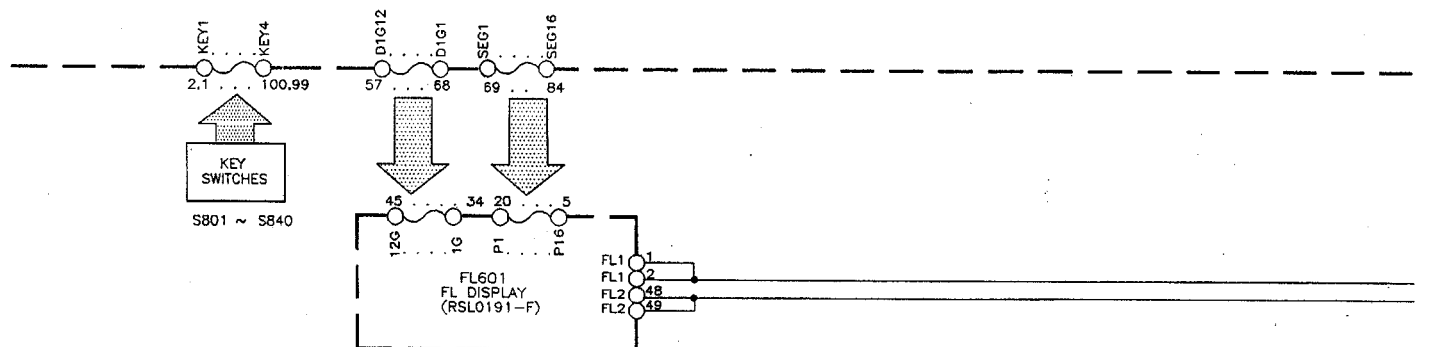 KEY1 . . . . . KEY4
D1G12 . . . . . D1G1
SEG1 . . . . . SEG16
2.1 . . . 100.99
57 . . . . 68
69 . . 84
KEY
SWITCHES
S801 ~ S840
45 . . . . . 34
20 . . . . 5
12G . . . . . 1G
P1 . . . . . . P16
FL601
FL DISPLAY
(RSL0191-F)
FL1 1
FL1 2
FL2 48
FL2 49